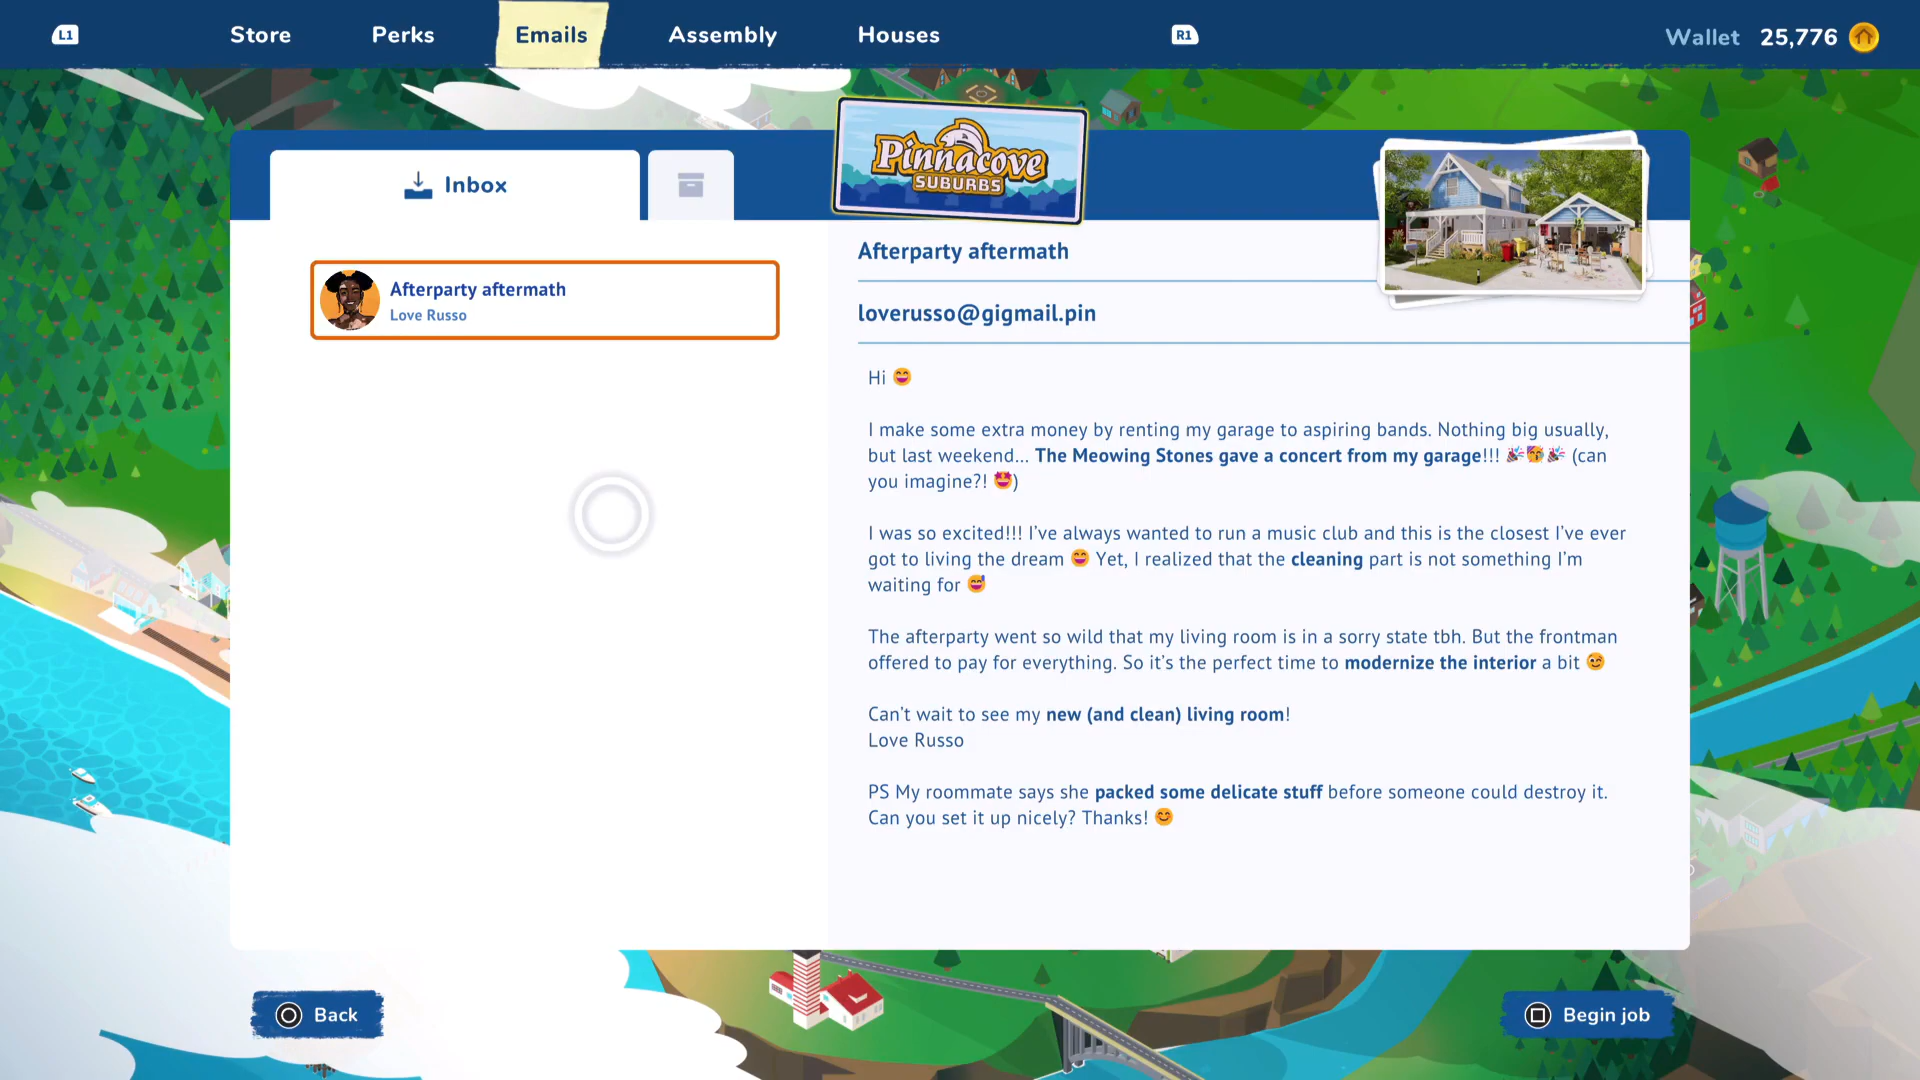 L1
Store
Perks
Emails
Assembly
Houses
R1
Wallet 25,776
Inbox
Pinnacove
SUBURBS
Afterparty aftermath
Love Russo
Afterparty aftermath
loverusso@gigmail.pin
Hi 😄
I make some extra money by renting my garage to aspiring bands. Nothing big usually,
but last weekend... The Meowing Stones gave a concert from my garage!!! 🎉🥳🎉 (can
you imagine?! 🤩)
I was so excited!!! I've always wanted to run a music club and this is the closest I've ever
got to living the dream 😄 Yet, I realized that the cleaning part is not something I'm
waiting for 😅
The afterparty went so wild that my living room is in a sorry state tbh. But the frontman
offered to pay for everything. So it's the perfect time to modernize the interior a bit 😉
Can't wait to see my new (and clean) living room!
Love Russo
PS My roommate says she packed some delicate stuff before someone could destroy it.
Can you set it up nicely? Thanks! 😊
Back
Begin job